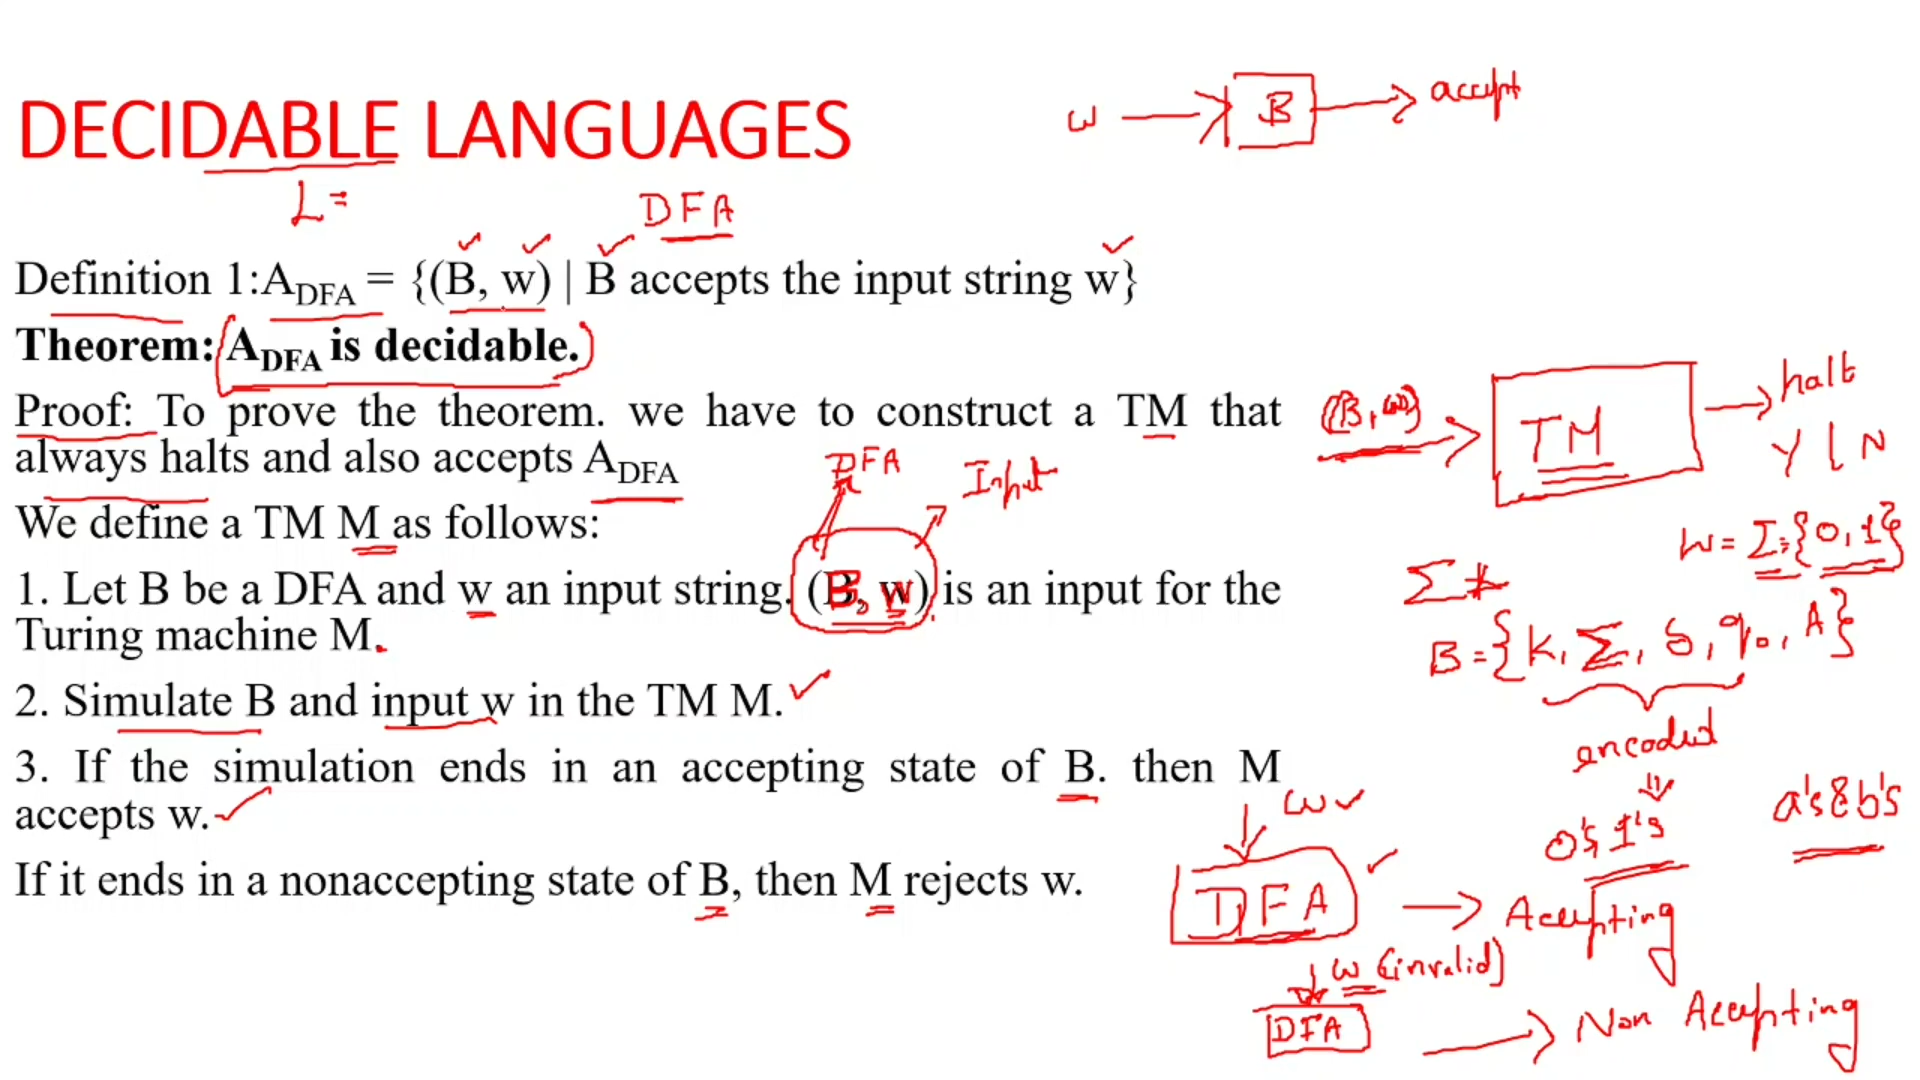 DECIDABLE LANGUAGES
ω → B → accept
L =
DFA
Definition 1:A_DFA = {(B, w) | B accepts the input string w}
Theorem: A_DFA is decidable.
Proof: To prove the theorem. we have to construct a TM that
always halts and also accepts A_DFA
We define a TM M as follows:
1. Let B be a DFA and w an input string. (B, w) is an input for the
Turing machine M.
2. Simulate B and input w in the TM M.
3. If the simulation ends in an accepting state of B. then M
accepts w.
If it ends in a nonaccepting state of B, then M rejects w.
DFA
Input
(B, ω) → TM → halt
Y | N
W = Σ = {0, 1}
Σ*
B = {K, Σ, δ, q₀, A}
encoded
0's, 1's
a's & b's
ω
DFA → Accepting
ω (invalid)
DFA → Non Accepting